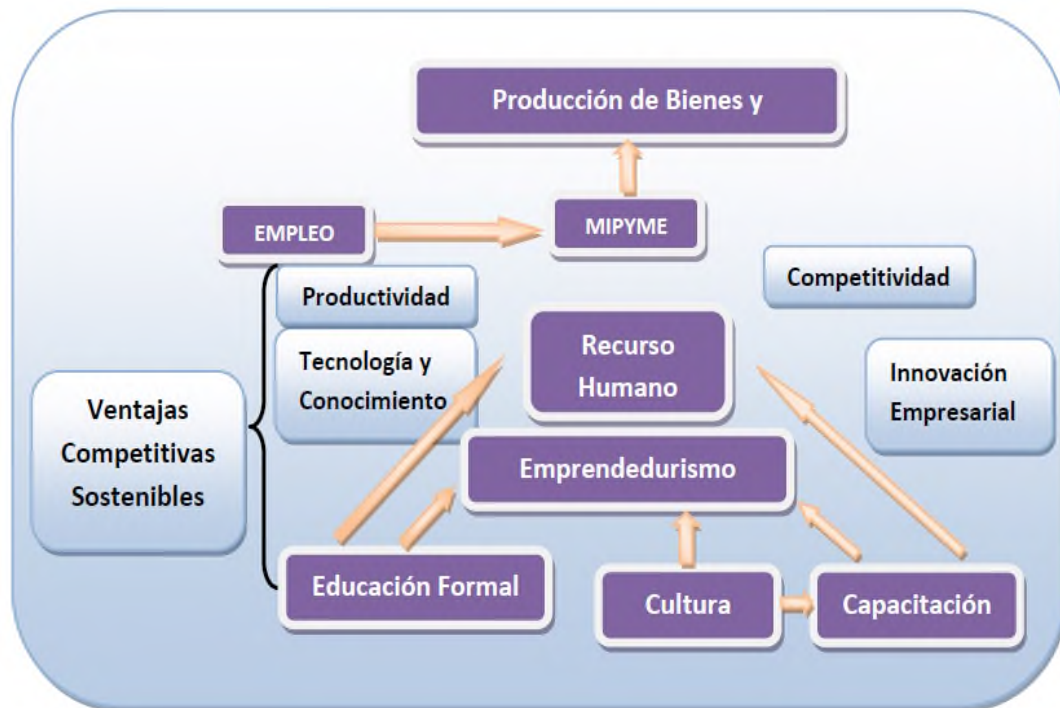 Producción de Bienes y
EMPLEO
MIPYME
Productividad
Competitividad
Tecnología y
Conocimiento
Recurso
Humano
Innovación
Empresarial
Ventajas
Competitivas
Sostenibles
Emprendedurismo
Educación Formal
Cultura
Capacitación